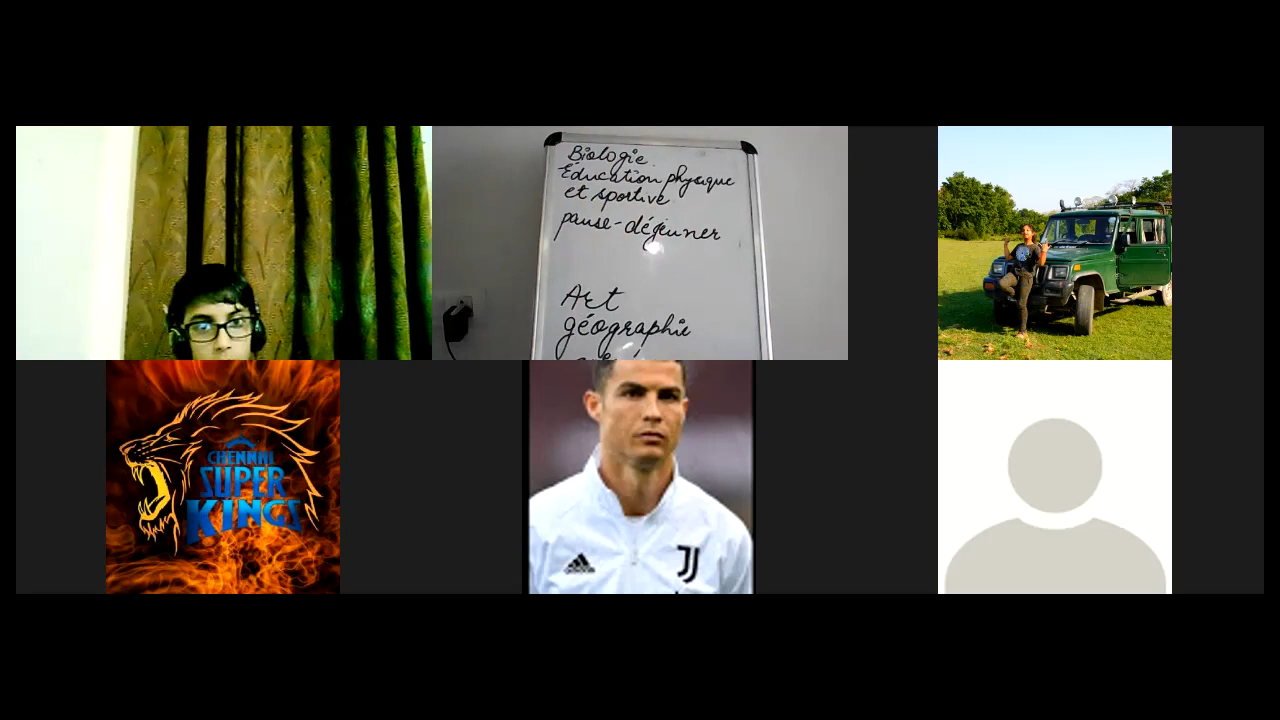 Biologie
Éducation physique
et sportive
pause-déjeuner
Art
géographie
CHENNAI
SUPER
KINGS